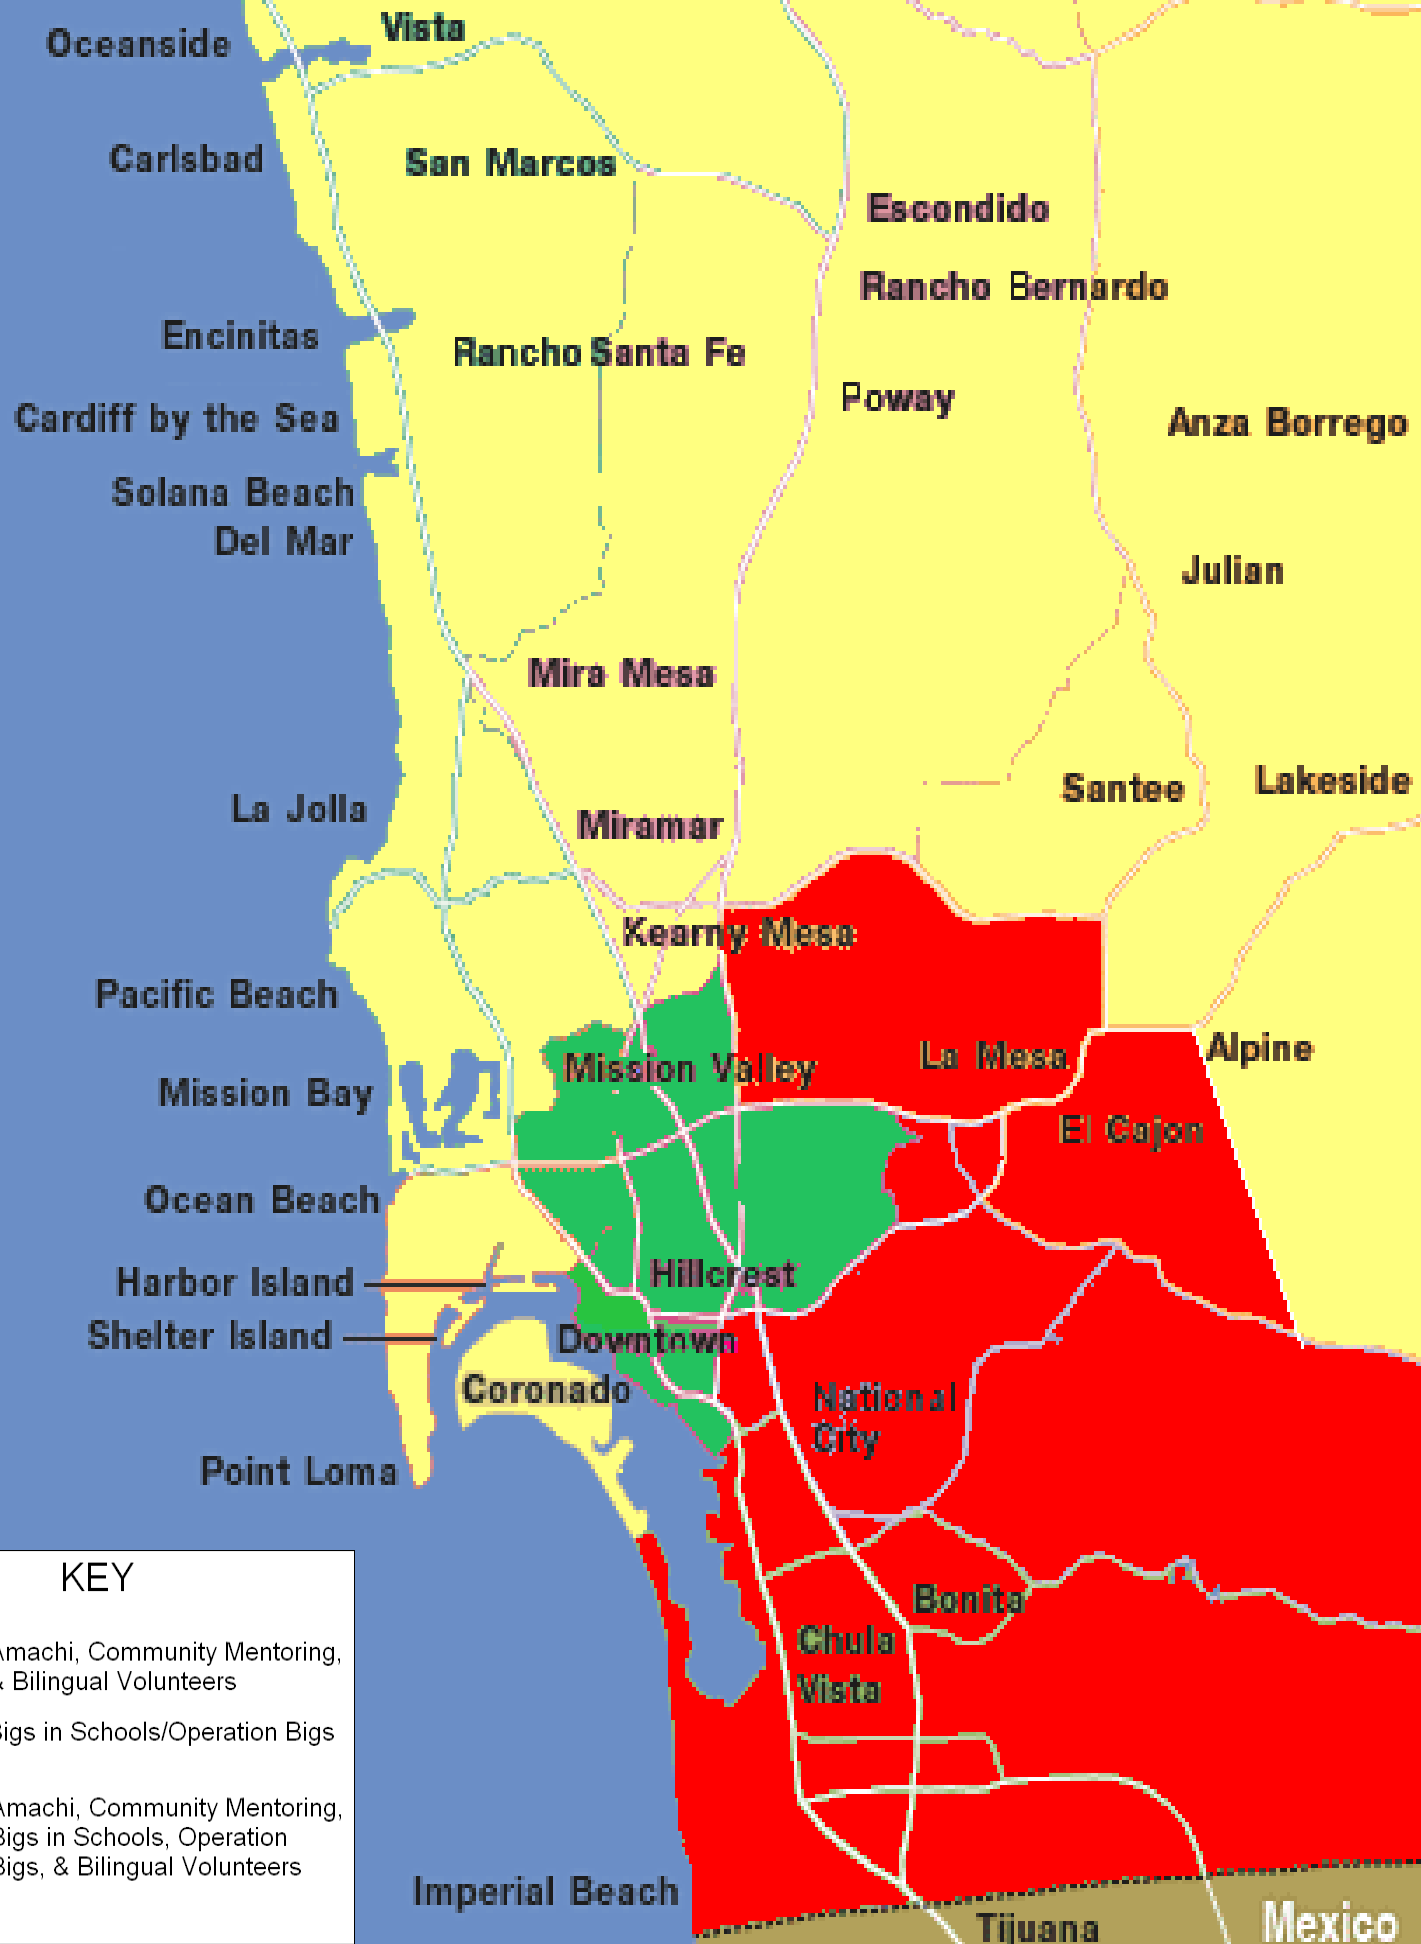 Oceanside
Vista
Carlsbad
San Marcos
Escondido
Rancho Bernardo
Encinitas
Rancho Santa Fe
Poway
Cardiff by the Sea
Anza Borrego
Solana Beach
Del Mar
Julian
Mira Mesa
La Jolla
Miramar
Santee
Lakeside
Kearny Mesa
Pacific Beach
La Mesa
Alpine
Mission Valley
Mission Bay
El Cajon
Ocean Beach
Harbor Island
Hillcrest
Shelter Island
Downtown
Coronado
National
City
Point Loma
KEY
Amachi, Community Mentoring,
& Bilingual Volunteers
Bigs in Schools/Operation Bigs
Amachi, Community Mentoring,
Bigs in Schools, Operation
Bigs, & Bilingual Volunteers
Bonita
Chula
Vista
Imperial Beach
Tijuana
Mexico